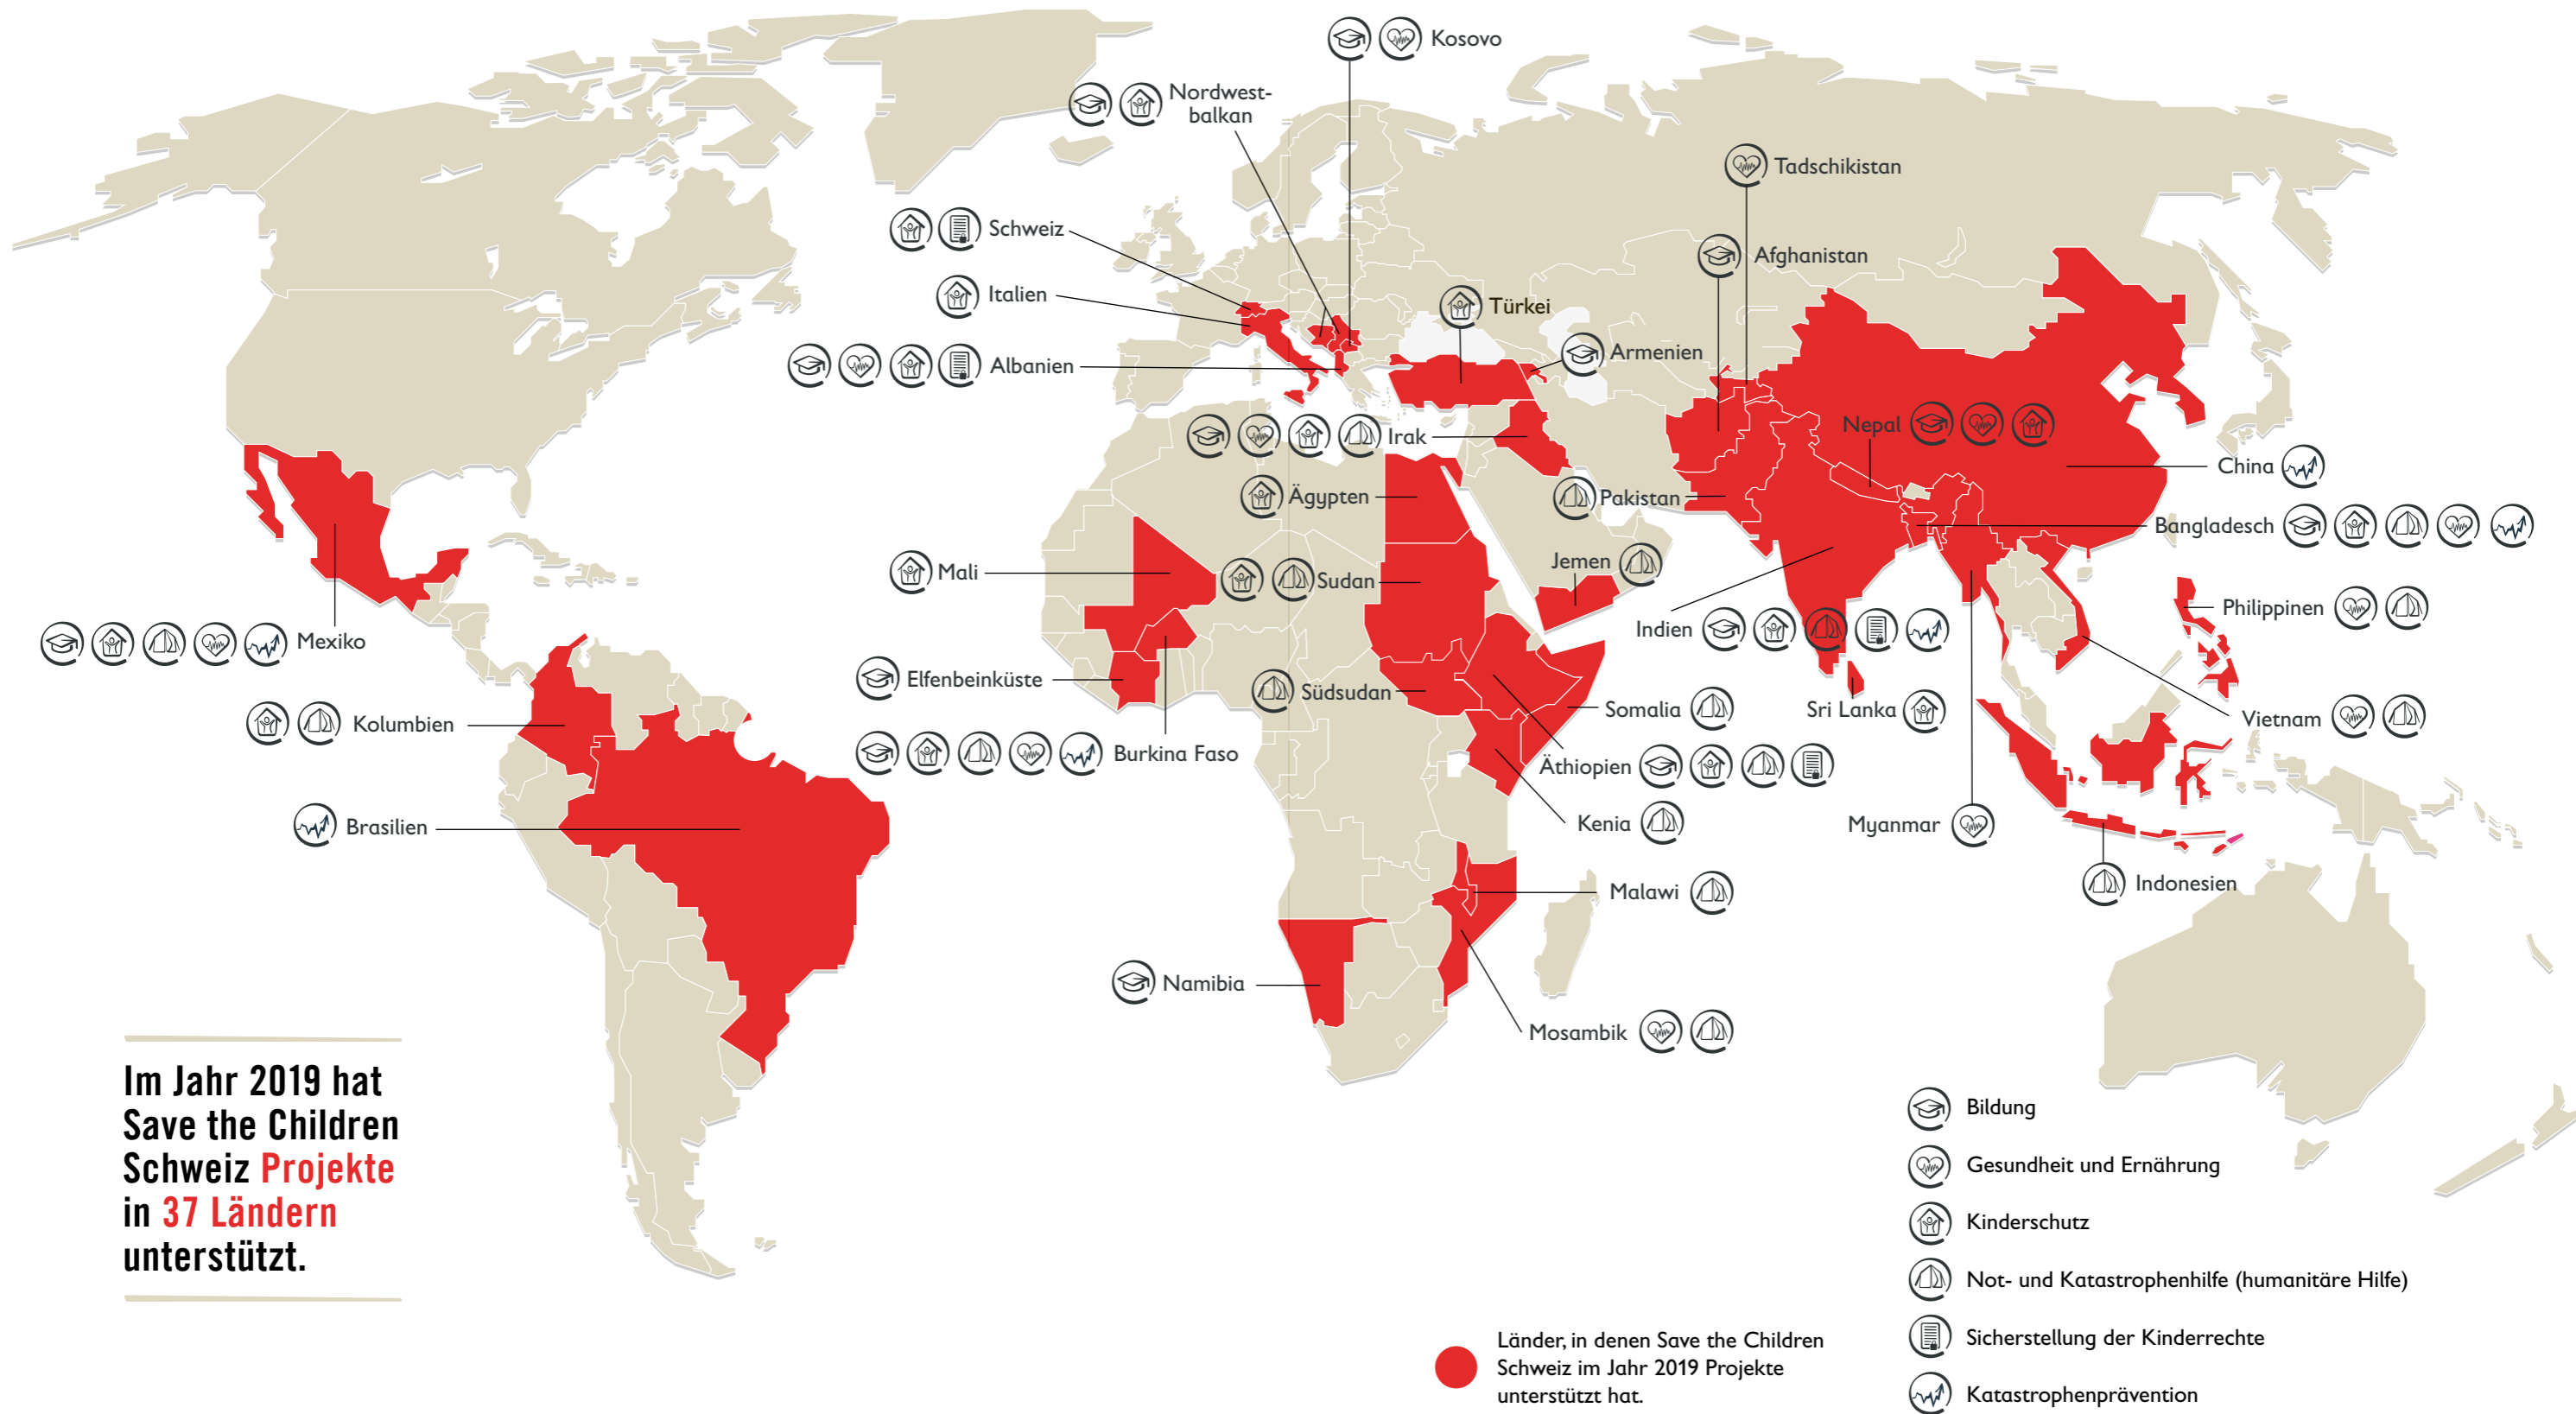 Kosovo
Nordwest-
balkan
Tadschikistan
Schweiz
Afghanistan
Italien
Türkei
Armenien
Albanien
Nepal
Irak
China
Ägypten
Pakistan
Bangladesch
Jemen
Mali
Sudan
Philippinen
Indien
Mexiko
Elfenbeinküste
Südsudan
Somalia
Sri Lanka
Vietnam
Kolumbien
Burkina Faso
Äthiopien
Kenia
Myanmar
Brasilien
Malawi
Indonesien
Namibia
Mosambik
Im Jahr 2019 hat
Save the Children
Schweiz Projekte
in 37 Ländern
unterstützt.
Länder, in denen Save the Children
Schweiz im Jahr 2019 Projekte
unterstützt hat.
Bildung
Gesundheit und Ernährung
Kinderschutz
Not- und Katastrophenhilfe (humanitäre Hilfe)
Sicherstellung der Kinderrechte
Katastrophenprävention